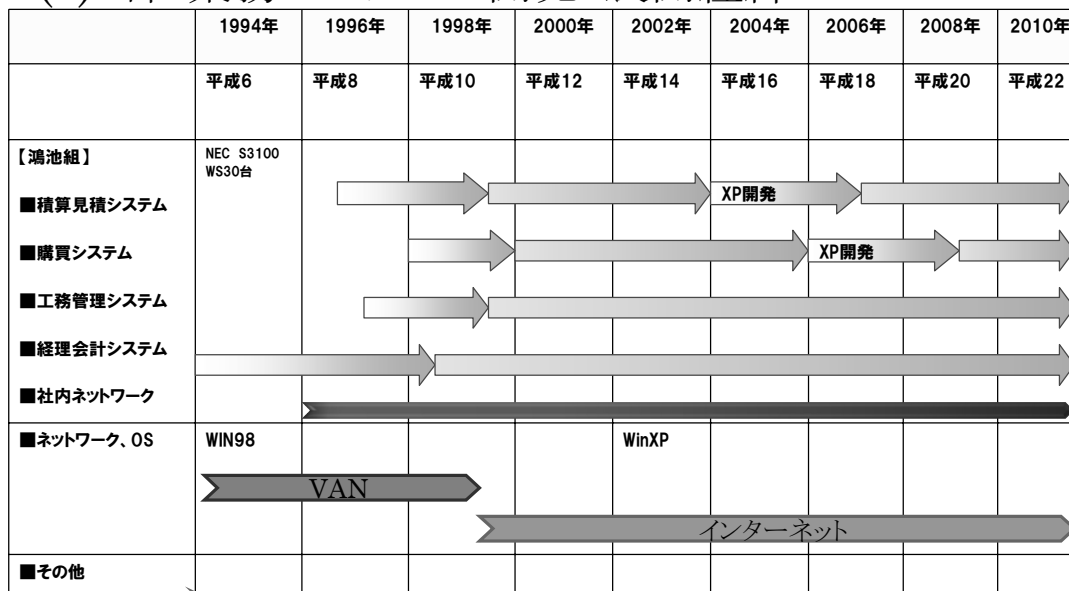 1994年 1996年 1998年 2000年 2002年 2004年 2006年 2008年 2010年
平成6 平成8 平成10 平成12 平成14 平成16 平成18 平成20 平成22
【鴻池組】
NEC S3100
WS30台
■積算見積システム
XP開発
■購買システム
XP開発
■工務管理システム
■経理会計システム
■社内ネットワーク
■ネットワーク、OS WIN98 WinXP
VAN
インターネット
■その他